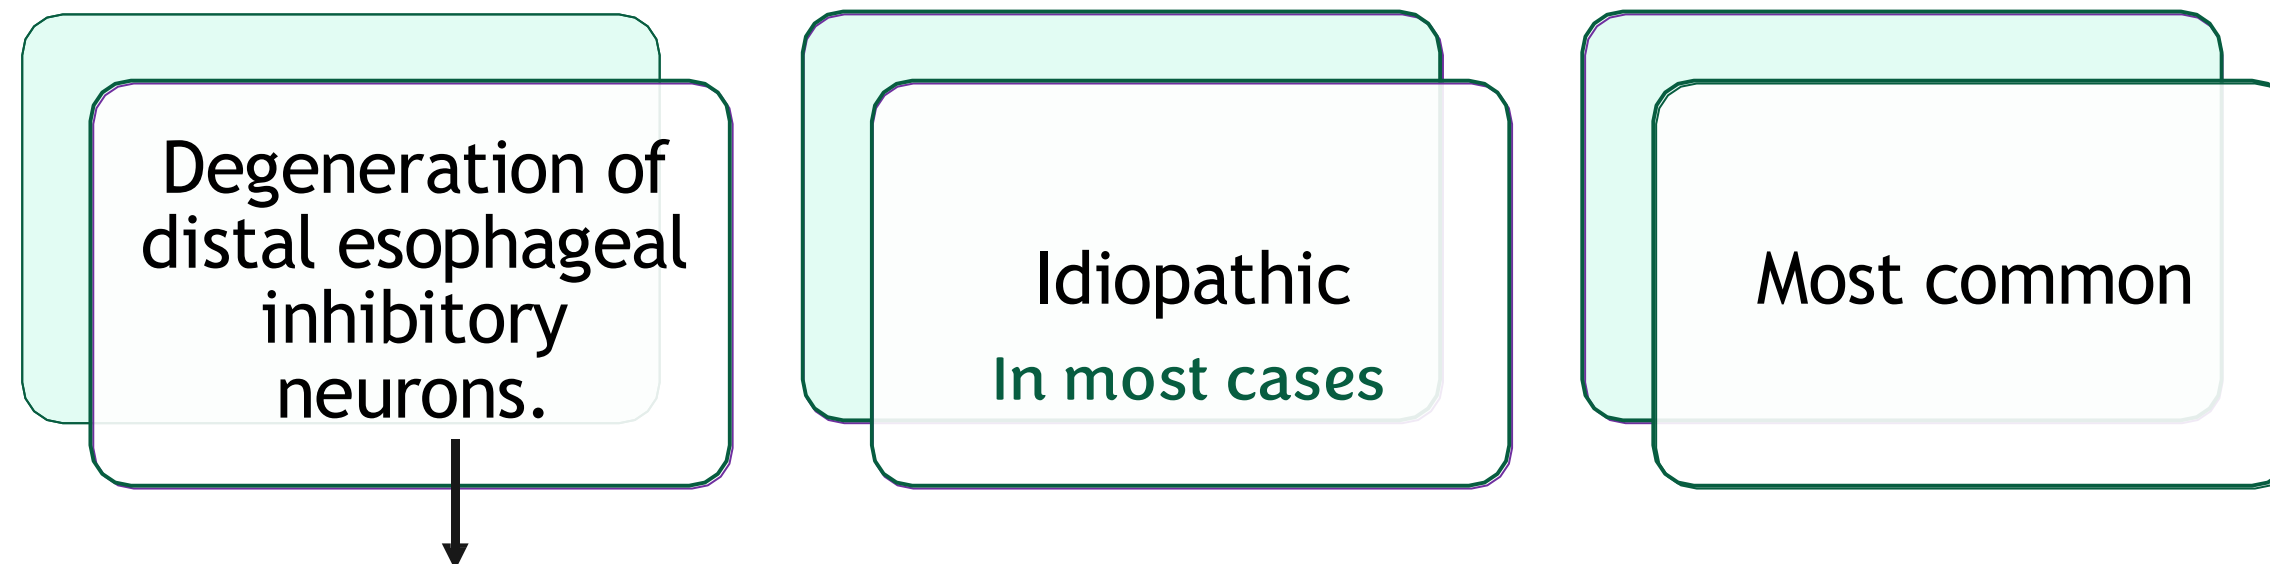 Degeneration of
distal esophageal
inhibitory
neurons.
Idiopathic
In most cases
Most common